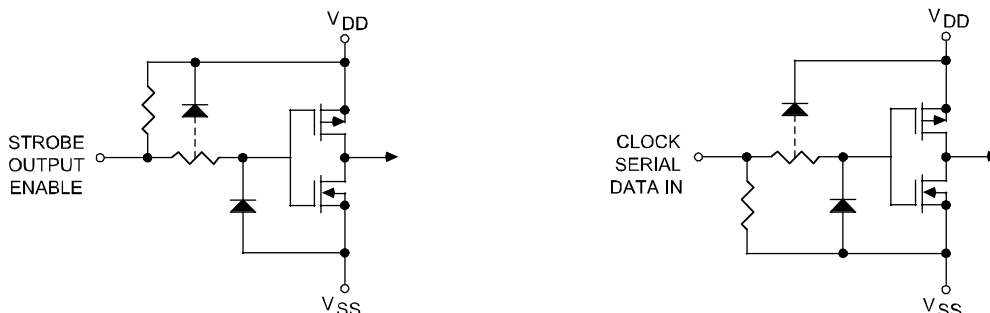 VDD
STROBE
OUTPUT
ENABLE
VSS
VDD
CLOCK
SERIAL
DATA IN
VSS